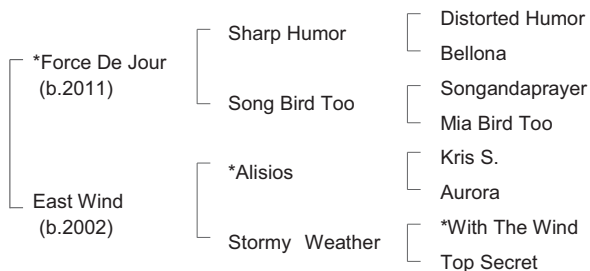 *Force De Jour
(b.2011)
East Wind
(b.2002)
Sharp Humor
Song Bird Too
*Alisios
Stormy Weather
Distorted Humor
Bellona
Songandaprayer
Mia Bird Too
Kris S.
Aurora
*With The Wind
Top Secret